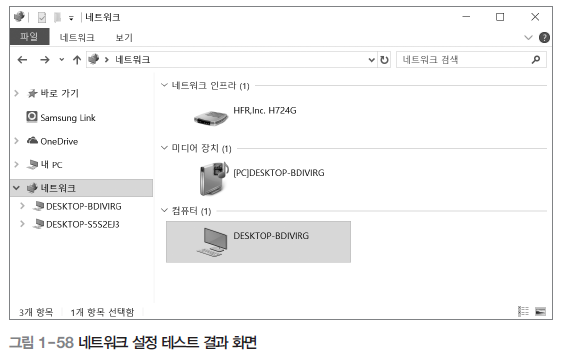 네트워크
파일 네트워크 보기
네트워크 네트워크 검색
바로 가기
Samsung Link
OneDrive
내 PC
네트워크
DESKTOP-BDIVIRG
DESKTOP-S5S2EJ3
네트워크 인프라 (1)
HFR,Inc. H724G
미디어 장치 (1)
[PC]DESKTOP-BDIVIRG
컴퓨터 (1)
DESKTOP-BDIVIRG
3개 항목 1개 항목 선택함
그림 1-58 네트워크 설정 테스트 결과 화면